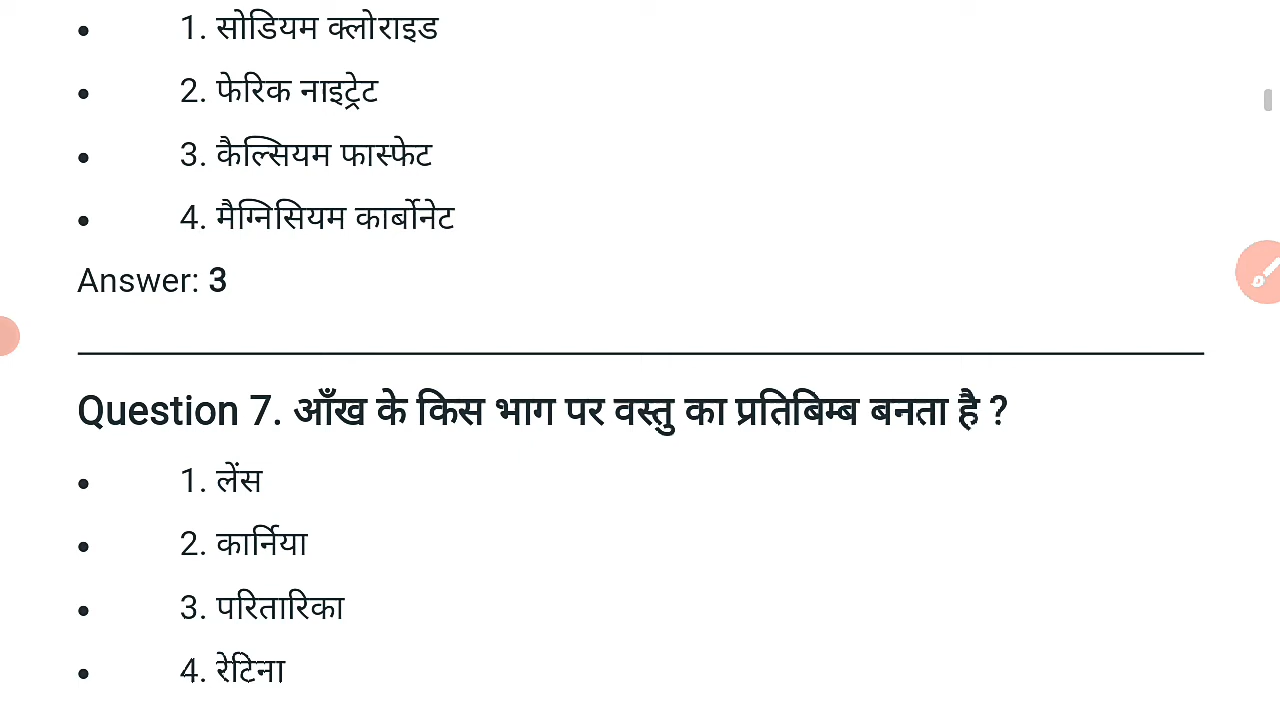 • 1. सोडियम क्लोराइड
• 2. फेरिक नाइट्रेट
• 3. कैल्सियम फास्फेट
• 4. मैग्निसियम कार्बोनेट
Answer: 3
Question 7. आँख के किस भाग पर वस्तु का प्रतिबिम्ब बनता है ?
• 1. लेंस
• 2. कार्निया
• 3. परितारिका
• 4. रेटिना